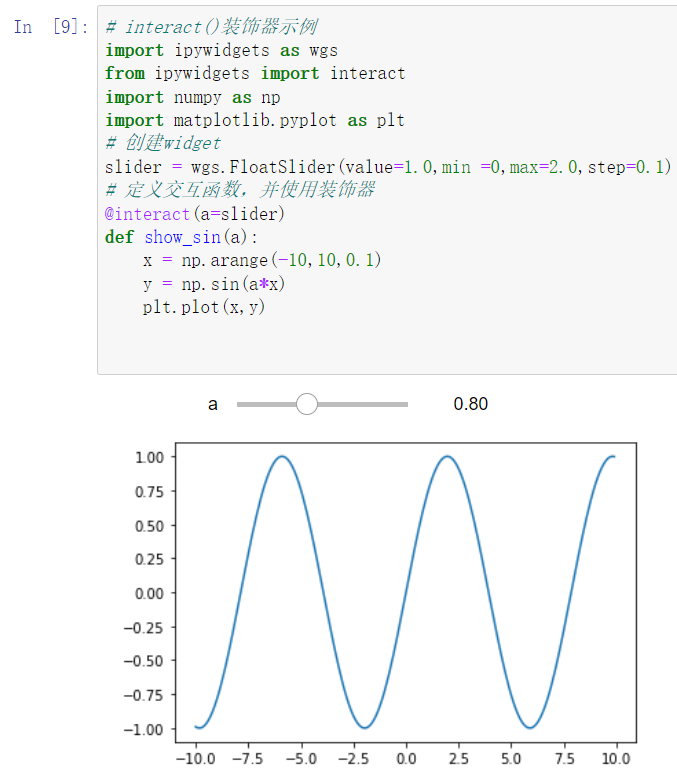 In [9]:
# interact()装饰器示例
import ipywidgets as wgs
from ipywidgets import interact
import numpy as np
import matplotlib.pyplot as plt
# 创建widget
slider = wgs.FloatSlider(value=1.0,min =0,max=2.0,step=0.1)
# 定义交互函数，并使用装饰器
@interact(a=slider)
def show_sin(a):
    x = np.arange(-10,10,0.1)
    y = np.sin(a*x)
    plt.plot(x,y)
a 0.80
1.00
0.75
0.50
0.25
0.00
−0.25
−0.50
−0.75
−1.00
−10.0 −7.5 −5.0 −2.5 0.0 2.5 5.0 7.5 10.0